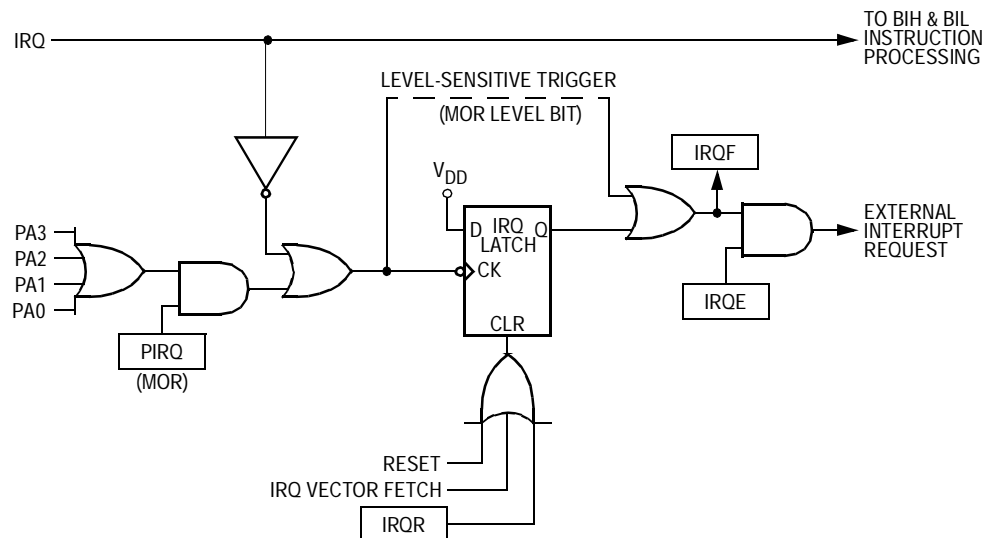 IRQ
TO BIH & BIL
INSTRUCTION
PROCESSING
LEVEL-SENSITIVE TRIGGER
(MOR LEVEL BIT)
IRQF
VDD
PA3
PA2
PA1
PA0
D IRQ Q
LATCH
CK
CLR
EXTERNAL
INTERRUPT
REQUEST
IRQE
PIRQ
(MOR)
RESET
IRQ VECTOR FETCH
IRQR